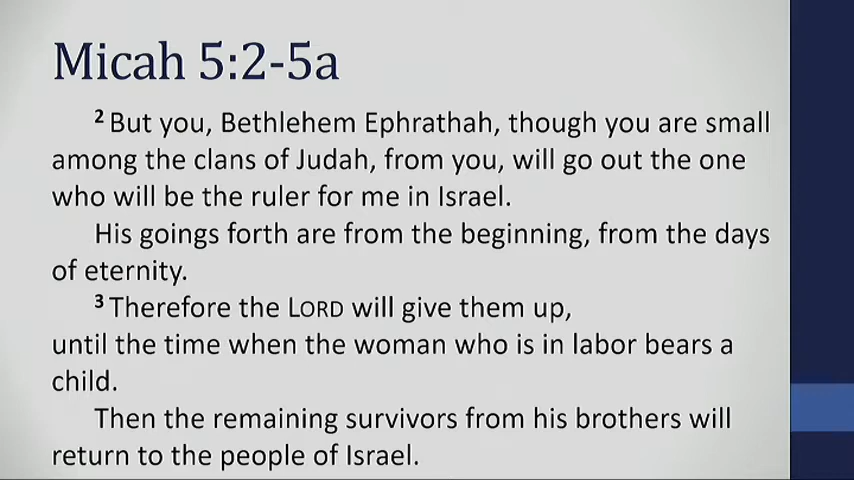 Micah 5:2-5a
² But you, Bethlehem Ephrathah, though you are small
among the clans of Judah, from you, will go out the one
who will be the ruler for me in Israel.
His goings forth are from the beginning, from the days
of eternity.
³ Therefore the LORD will give them up,
until the time when the woman who is in labor bears a
child.
Then the remaining survivors from his brothers will
return to the people of Israel.